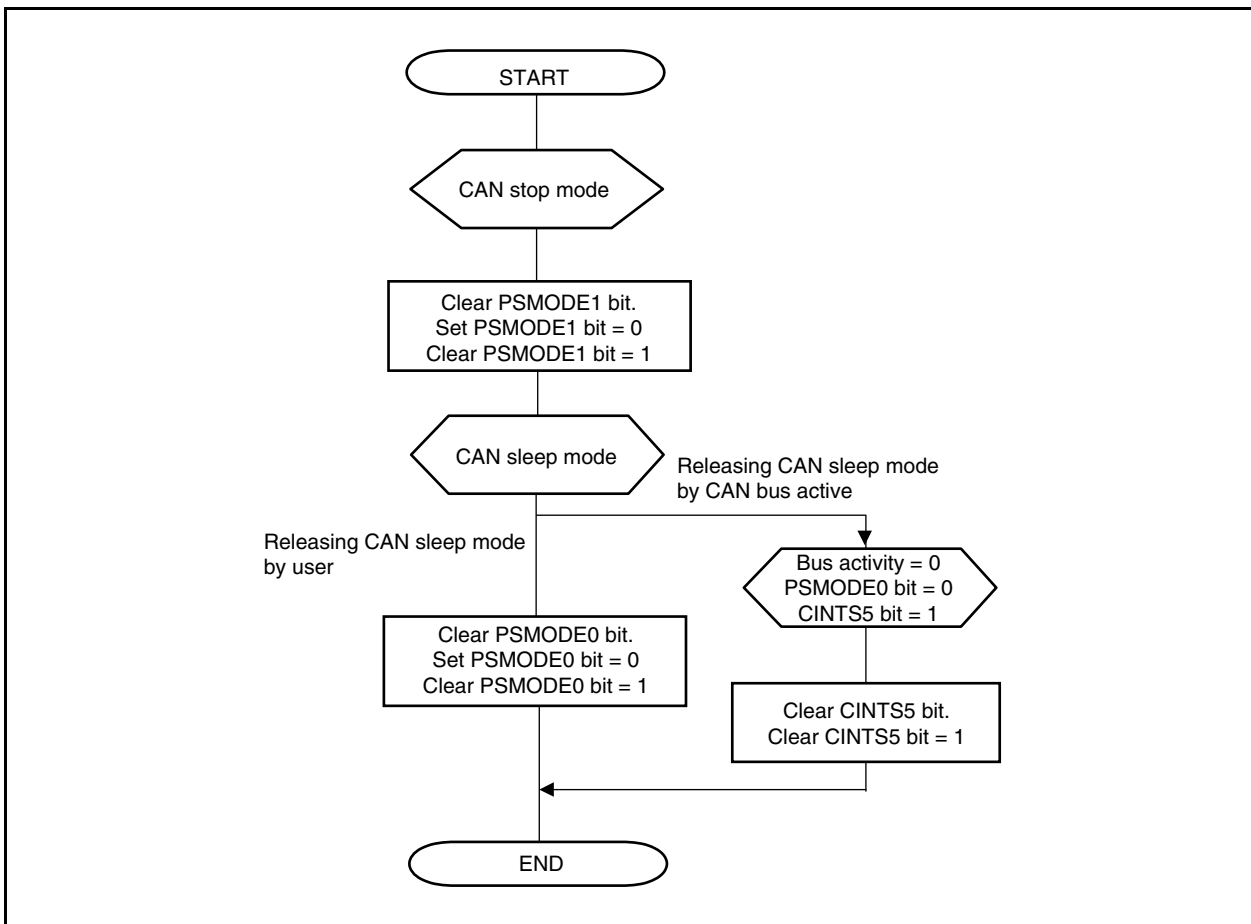 START
CAN stop mode
Clear PSMODE1 bit.
Set PSMODE1 bit = 0
Clear PSMODE1 bit = 1
CAN sleep mode
Releasing CAN sleep mode
by CAN bus active
Releasing CAN sleep mode
by user
Bus activity = 0
PSMODE0 bit = 0
CINTS5 bit = 1
Clear PSMODE0 bit.
Set PSMODE0 bit = 0
Clear PSMODE0 bit = 1
Clear CINTS5 bit.
Clear CINTS5 bit = 1
END